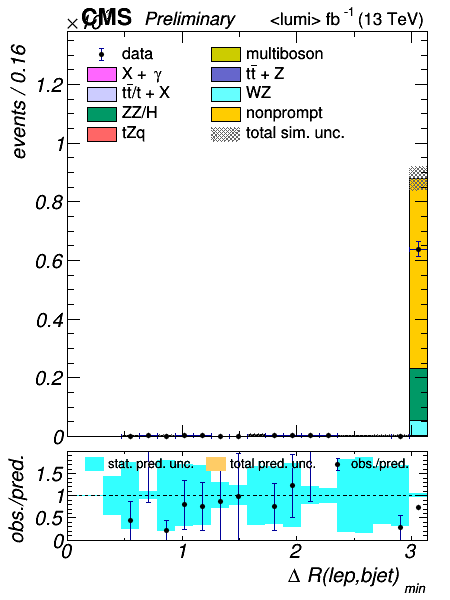 ×10
CMS Preliminary <lumi> fb⁻¹ (13 TeV)
events / 0.16
data
multiboson
X + γ
tt̄ + Z
tt̄/t + X
WZ
ZZ/H
nonprompt
tZq
total sim. unc.
1.2
1
0.8
0.6
0.4
0.2
0
obs./pred.
stat. pred. unc.
total pred. unc.
obs./pred.
1.5
1
0.5
0
0 1 2 3
Δ R(lep,bjet) min